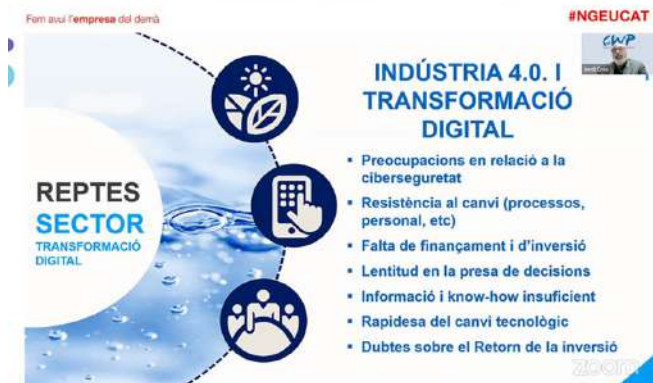 Fem avui l'empresa del demà
#NGEUCAT
CWP
INDÚSTRIA 4.0. I
TRANSFORMACIÓ
DIGITAL
REPTES
SECTOR
TRANSFORMACIÓ
DIGITAL
▪ Preocupacions en relació a la
ciberseguretat
▪ Resistència al canvi (processos,
personal, etc)
▪ Falta de finançament i d'inversió
▪ Lentitud en la presa de decisions
▪ Informació i know-how insuficient
▪ Rapidesa del canvi tecnològic
▪ Dubtes sobre el Retorn de la inversió
zoom